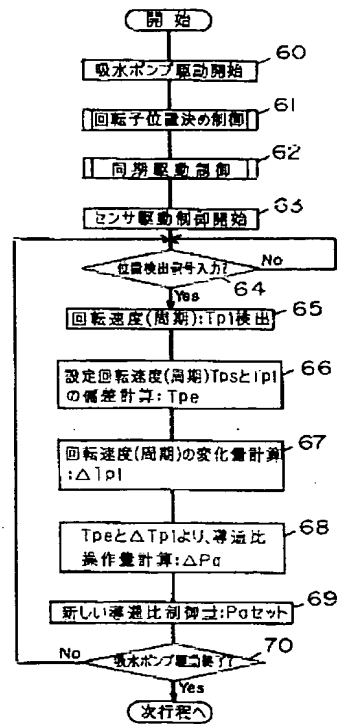 開始
60
吸水ポンプ駆動開始
61
回転子位置決め制御
62
同期駆動制御
63
センサ駆動制御開始
位置検出信号入力?
No
64
Yes
65
回転速度(周期):Tpl検出
66
設定回転速度(周期)TpsとTpl
の偏差計算:Tpe
67
回転速度(周期)の変化量計算
:△Tpl
68
Tpeと△Tplより、導通比
操作量計算:△Pa
69
新しい導通比制御量:Paセット
70
No
吸水ポンプ駆動終了?
Yes
次行程へ